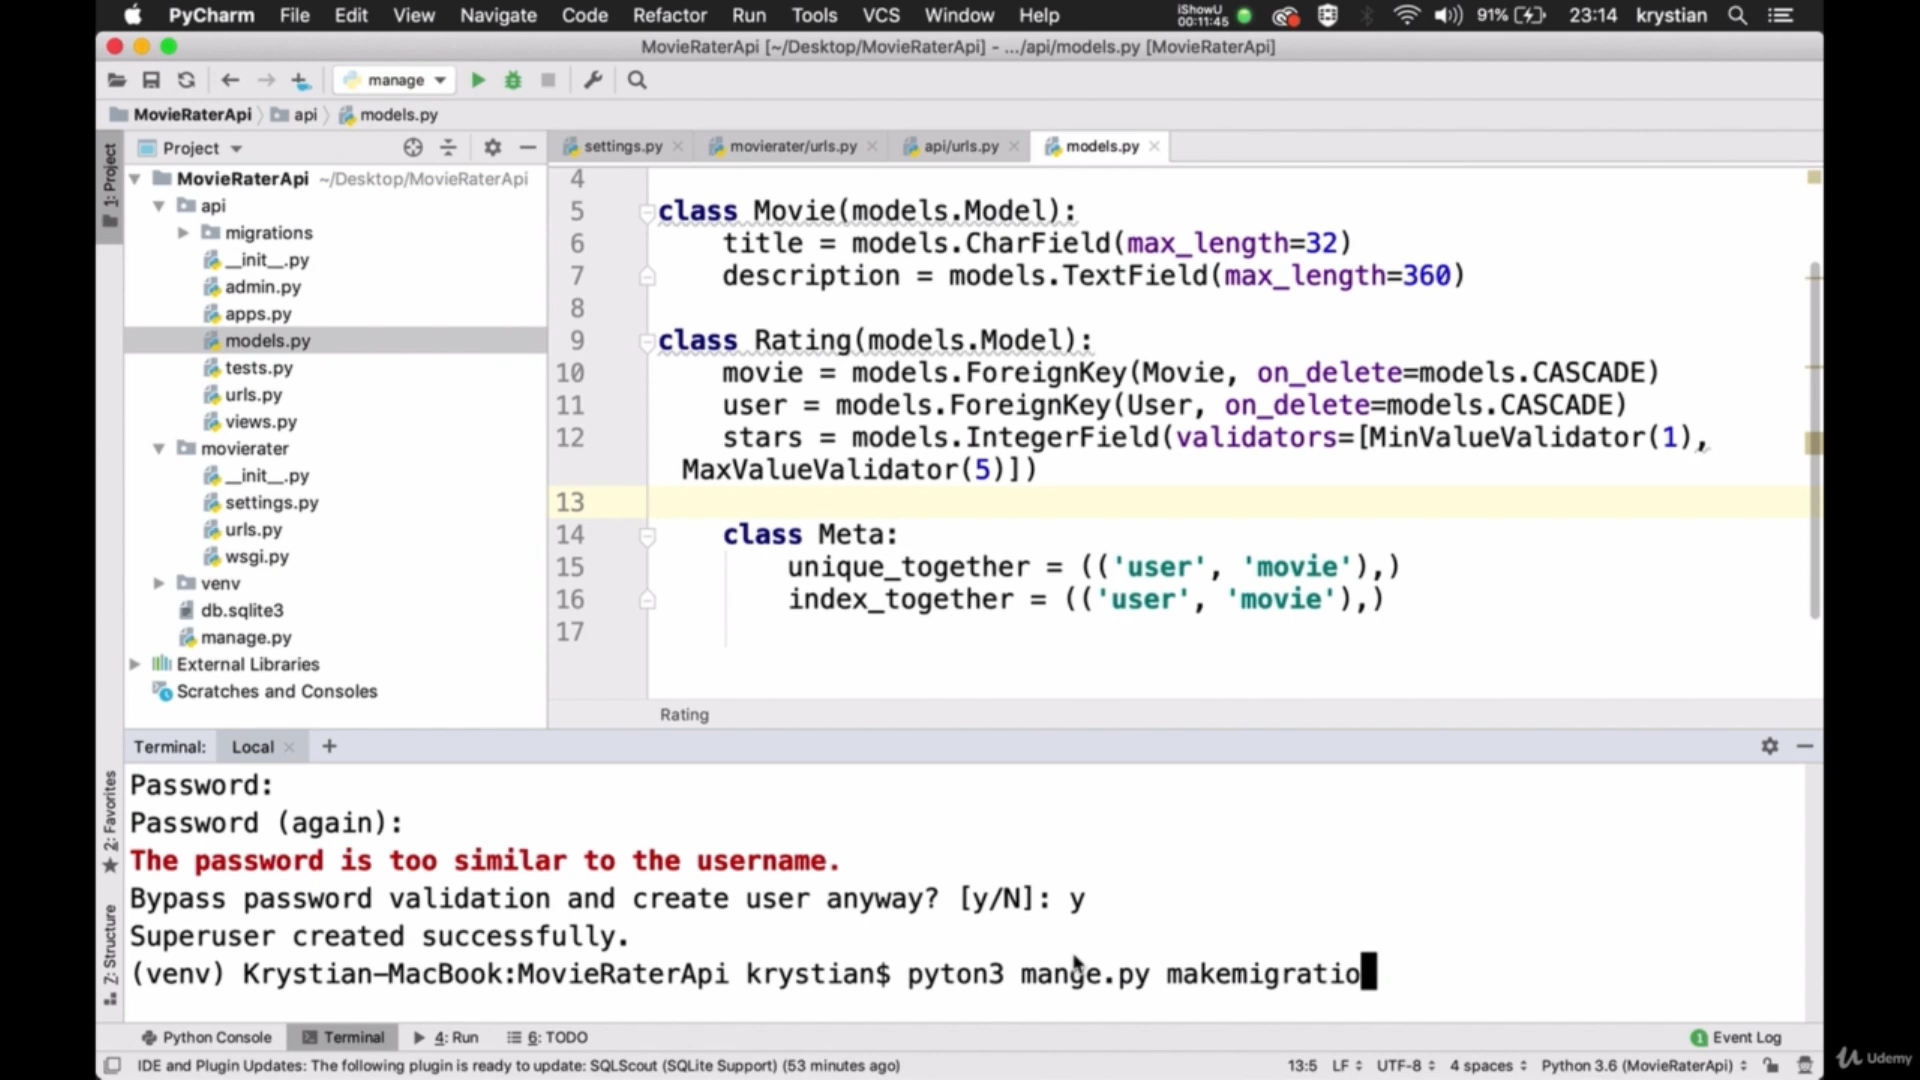 PyCharm File Edit View Navigate Code Refactor Run Tools VCS Window Help iShowU 00:11:45 91% 23:14 krystian
MovieRaterApi [~/Desktop/MovieRaterApi] - .../api/models.py [MovieRaterApi]
manage
MovieRaterApi api models.py
Project settings.py movierater/urls.py api/urls.py models.py
1: Project
MovieRaterApi ~/Desktop/MovieRaterApi
api
migrations
__init__.py
admin.py
apps.py
models.py
tests.py
urls.py
views.py
movierater
__init__.py
settings.py
urls.py
wsgi.py
venv
db.sqlite3
manage.py
External Libraries
Scratches and Consoles
4
5 class Movie(models.Model):
6 title = models.CharField(max_length=32)
7 description = models.TextField(max_length=360)
8
9 class Rating(models.Model):
10 movie = models.ForeignKey(Movie, on_delete=models.CASCADE)
11 user = models.ForeignKey(User, on_delete=models.CASCADE)
12 stars = models.IntegerField(validators=[MinValueValidator(1),
MaxValueValidator(5)])
13
14 class Meta:
15 unique_together = (('user', 'movie'),)
16 index_together = (('user', 'movie'),)
17
Rating
Terminal: Local +
2: Favorites
Z: Structure
Password:
Password (again):
The password is too similar to the username.
Bypass password validation and create user anyway? [y/N]: y
Superuser created successfully.
(venv) Krystian-MacBook:MovieRaterApi krystian$ pyton3 mange.py makemigratio
Python Console Terminal 4: Run 6: TODO 1 Event Log
IDE and Plugin Updates: The following plugin is ready to update: SQLScout (SQLite Support) (53 minutes ago) 13:5 LF UTF-8 4 spaces Python 3.6 (MovieRaterApi)
Udemy